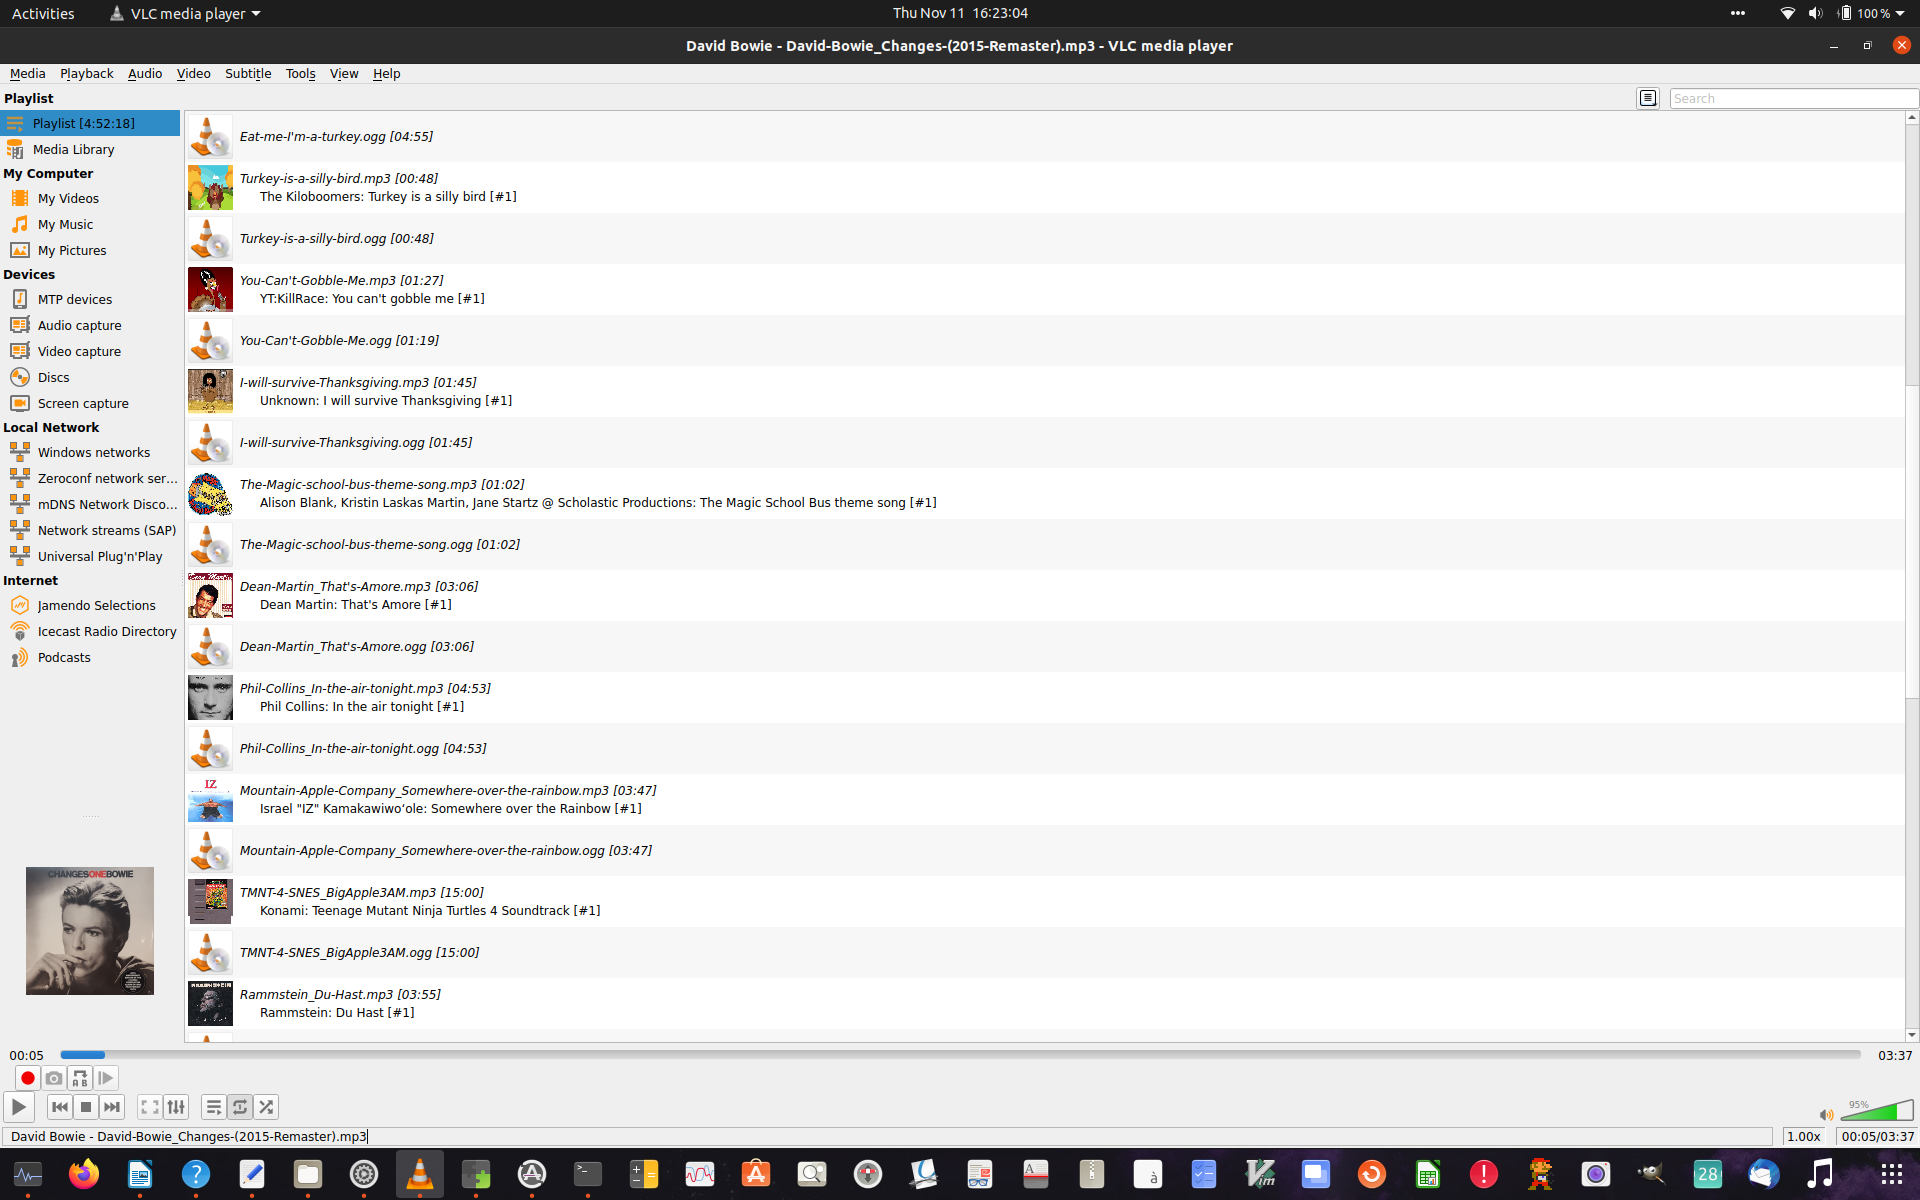 Activities
VLC media player
Thu Nov 11 16:23:04
100 %
David Bowie - David-Bowie_Changes-(2015-Remaster).mp3 - VLC media player
Media Playback Audio Video Subtitle Tools View Help
Playlist
Search
Playlist [4:52:18]
Media Library
My Computer
My Videos
My Music
My Pictures
Devices
MTP devices
Audio capture
Video capture
Discs
Screen capture
Local Network
Windows networks
Zeroconf network ser...
mDNS Network Disco...
Network streams (SAP)
Universal Plug'n'Play
Internet
Jamendo Selections
Icecast Radio Directory
Podcasts
CHANGESONEBOWIE
Eat-me-I'm-a-turkey.ogg [04:55]
Turkey-is-a-silly-bird.mp3 [00:48]
The Kiloboomers: Turkey is a silly bird [#1]
Turkey-is-a-silly-bird.ogg [00:48]
You-Can't-Gobble-Me.mp3 [01:27]
YT:KillRace: You can't gobble me [#1]
You-Can't-Gobble-Me.ogg [01:19]
I-will-survive-Thanksgiving.mp3 [01:45]
Unknown: I will survive Thanksgiving [#1]
I-will-survive-Thanksgiving.ogg [01:45]
The-Magic-school-bus-theme-song.mp3 [01:02]
Alison Blank, Kristin Laskas Martin, Jane Startz @ Scholastic Productions: The Magic School Bus theme song [#1]
The-Magic-school-bus-theme-song.ogg [01:02]
Dean-Martin_That's-Amore.mp3 [03:06]
Dean Martin: That's Amore [#1]
Dean-Martin_That's-Amore.ogg [03:06]
Phil-Collins_In-the-air-tonight.mp3 [04:53]
Phil Collins: In the air tonight [#1]
Phil-Collins_In-the-air-tonight.ogg [04:53]
IZ
Mountain-Apple-Company_Somewhere-over-the-rainbow.mp3 [03:47]
Israel "IZ" Kamakawiwoʻole: Somewhere over the Rainbow [#1]
Mountain-Apple-Company_Somewhere-over-the-rainbow.ogg [03:47]
TMNT-4-SNES_BigApple3AM.mp3 [15:00]
Konami: Teenage Mutant Ninja Turtles 4 Soundtrack [#1]
TMNT-4-SNES_BigApple3AM.ogg [15:00]
Rammstein_Du-Hast.mp3 [03:55]
Rammstein: Du Hast [#1]
00:05
03:37
A B
95%
David Bowie - David-Bowie_Changes-(2015-Remaster).mp3
1.00x
00:05/03:37
28